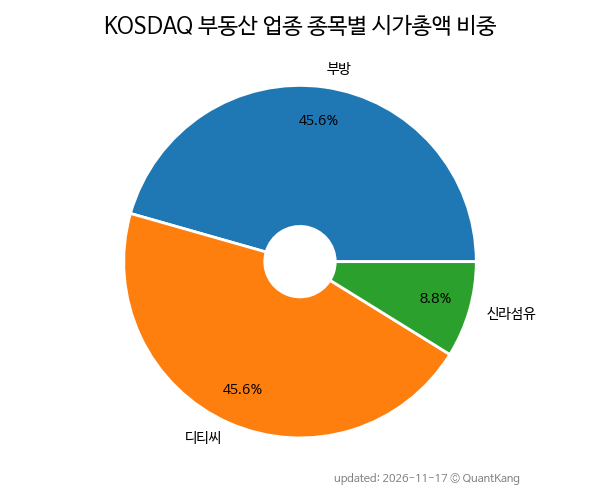 KOSDAQ 부동산 업종 종목별 시가총액 비중
부방
45.6%
8.8%
신라섬유
45.6%
디티씨
updated: 2026-11-17 © QuantKang